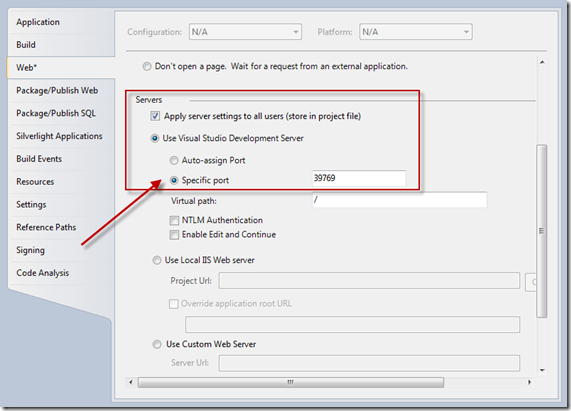 Application
Build
Web*
Package/Publish Web
Package/Publish SQL
Silverlight Applications
Build Events
Resources
Settings
Reference Paths
Signing
Code Analysis
Configuration: N/A Platform: N/A
Don't open a page. Wait for a request from an external application.
Servers
Apply server settings to all users (store in project file)
Use Visual Studio Development Server
Auto-assign Port
Specific port 39769
Virtual path: /
NTLM Authentication
Enable Edit and Continue
Use Local IIS Web server
Project Url:
Override application root URL
Use Custom Web Server
Server Url: